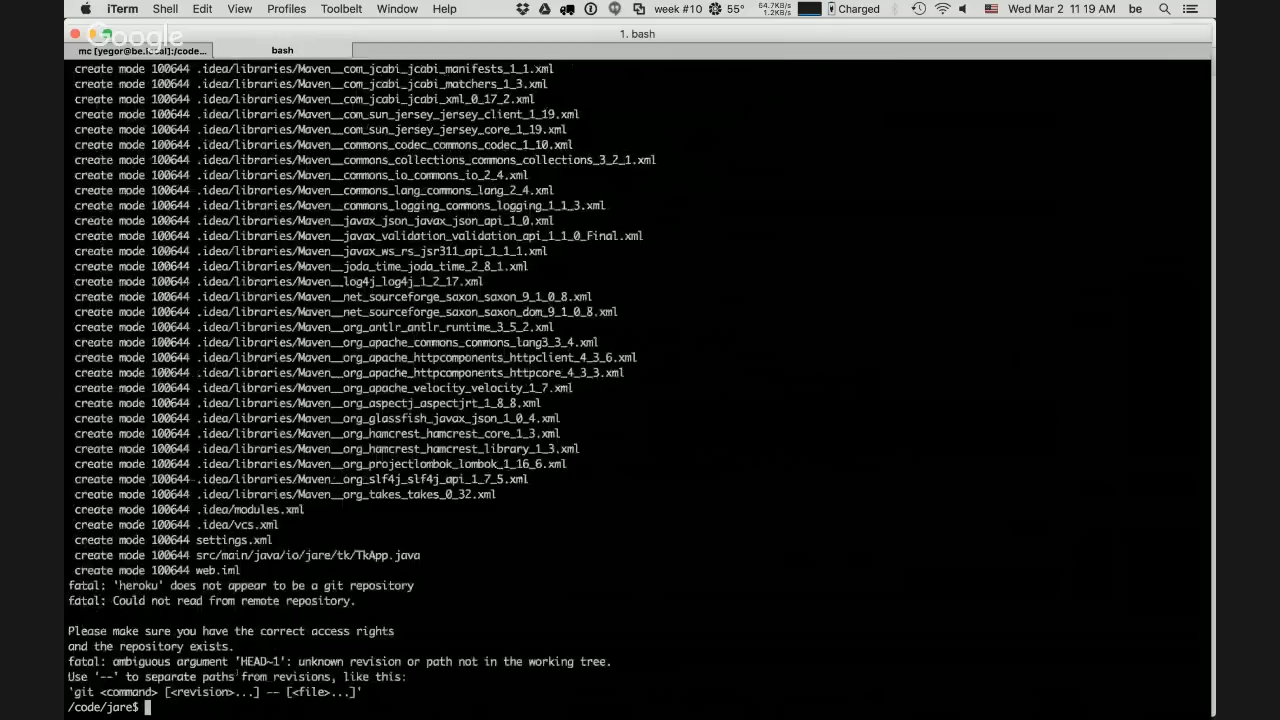 iTerm Shell Edit View Profiles Toolbelt Window Help week #10 55° 64.7KB/s 1.2KB/s Charged Wed Mar 2 11:19 AM be
Google
1. bash
mc [yegor@be.local]:/code... bash
create mode 100644 .idea/libraries/Maven__com_jcabi_jcabi_manifests_1_1.xml
create mode 100644 .idea/libraries/Maven__com_jcabi_jcabi_matchers_1_3.xml
create mode 100644 .idea/libraries/Maven__com_jcabi_jcabi_xml_0_17_2.xml
create mode 100644 .idea/libraries/Maven__com_sun_jersey_jersey_client_1_19.xml
create mode 100644 .idea/libraries/Maven__com_sun_jersey_jersey_core_1_19.xml
create mode 100644 .idea/libraries/Maven__commons_codec_commons_codec_1_10.xml
create mode 100644 .idea/libraries/Maven__commons_collections_commons_collections_3_2_1.xml
create mode 100644 .idea/libraries/Maven__commons_io_commons_io_2_4.xml
create mode 100644 .idea/libraries/Maven__commons_lang_commons_lang_2_4.xml
create mode 100644 .idea/libraries/Maven__commons_logging_commons_logging_1_1_3.xml
create mode 100644 .idea/libraries/Maven__javax_json_javax_json_api_1_0.xml
create mode 100644 .idea/libraries/Maven__javax_validation_validation_api_1_1_0_Final.xml
create mode 100644 .idea/libraries/Maven__javax_ws_rs_jsr311_api_1_1_1.xml
create mode 100644 .idea/libraries/Maven__joda_time_joda_time_2_8_1.xml
create mode 100644 .idea/libraries/Maven__log4j_log4j_1_2_17.xml
create mode 100644 .idea/libraries/Maven__net_sourceforge_saxon_saxon_9_1_0_8.xml
create mode 100644 .idea/libraries/Maven__net_sourceforge_saxon_saxon_dom_9_1_0_8.xml
create mode 100644 .idea/libraries/Maven__org_antlr_antlr_runtime_3_5_2.xml
create mode 100644 .idea/libraries/Maven__org_apache_commons_commons_lang3_3_4.xml
create mode 100644 .idea/libraries/Maven__org_apache_httpcomponents_httpclient_4_3_6.xml
create mode 100644 .idea/libraries/Maven__org_apache_httpcomponents_httpcore_4_3_3.xml
create mode 100644 .idea/libraries/Maven__org_apache_velocity_velocity_1_7.xml
create mode 100644 .idea/libraries/Maven__org_aspectj_aspectjrt_1_8_8.xml
create mode 100644 .idea/libraries/Maven__org_glassfish_javax_json_1_0_4.xml
create mode 100644 .idea/libraries/Maven__org_hamcrest_hamcrest_core_1_3.xml
create mode 100644 .idea/libraries/Maven__org_hamcrest_hamcrest_library_1_3.xml
create mode 100644 .idea/libraries/Maven__org_projectlombok_lombok_1_16_6.xml
create mode 100644 .idea/libraries/Maven__org_slf4j_slf4j_api_1_7_5.xml
create mode 100644 .idea/libraries/Maven__org_takes_takes_0_32.xml
create mode 100644 .idea/modules.xml
create mode 100644 .idea/vcs.xml
create mode 100644 settings.xml
create mode 100644 src/main/java/io/jare/tk/TkApp.java
create mode 100644 web.iml
fatal: 'heroku' does not appear to be a git repository
fatal: Could not read from remote repository.
Please make sure you have the correct access rights
and the repository exists.
fatal: ambiguous argument 'HEAD~1': unknown revision or path not in the working tree.
Use '--' to separate paths from revisions, like this:
'git <command> [<revision>...] -- [<file>...]'
/code/jare$